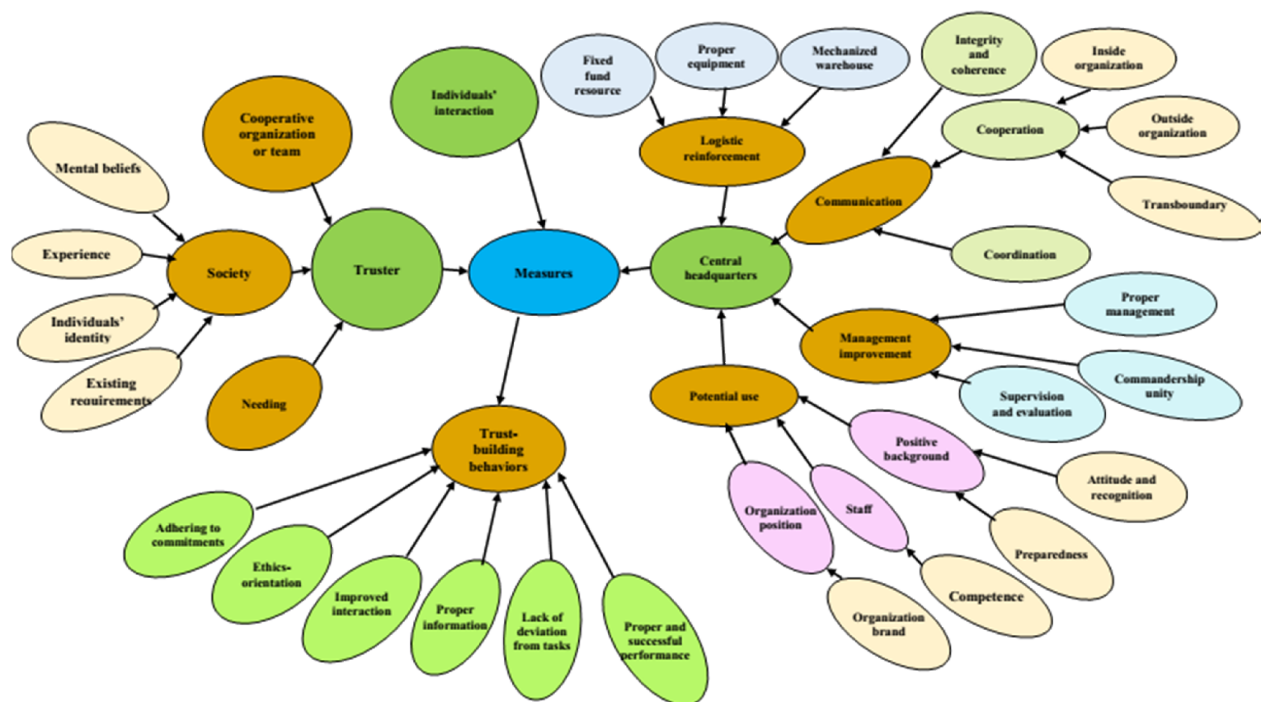 Mental beliefs
Experience
Individuals'
identity
Existing
requirements
Society
Cooperative
organization
or team
Truster
Needing
Individuals'
interaction
Measures
Trust-
building
behaviors
Adhering to
commitments
Ethics-
orientation
Improved
interaction
Proper
information
Lack of
deviation
from tasks
Proper and
successful
performance
Fixed
fund
resource
Proper
equipment
Mechanized
warehouse
Logistic
reinforcement
Central
headquarters
Integrity
and
coherence
Cooperation
Inside
organization
Outside
organization
Transboundary
Communication
Coordination
Management
improvement
Proper
management
Commandership
unity
Supervision
and evaluation
Potential use
Positive
background
Attitude and
recognition
Preparedness
Staff
Competence
Organization
position
Organization
brand